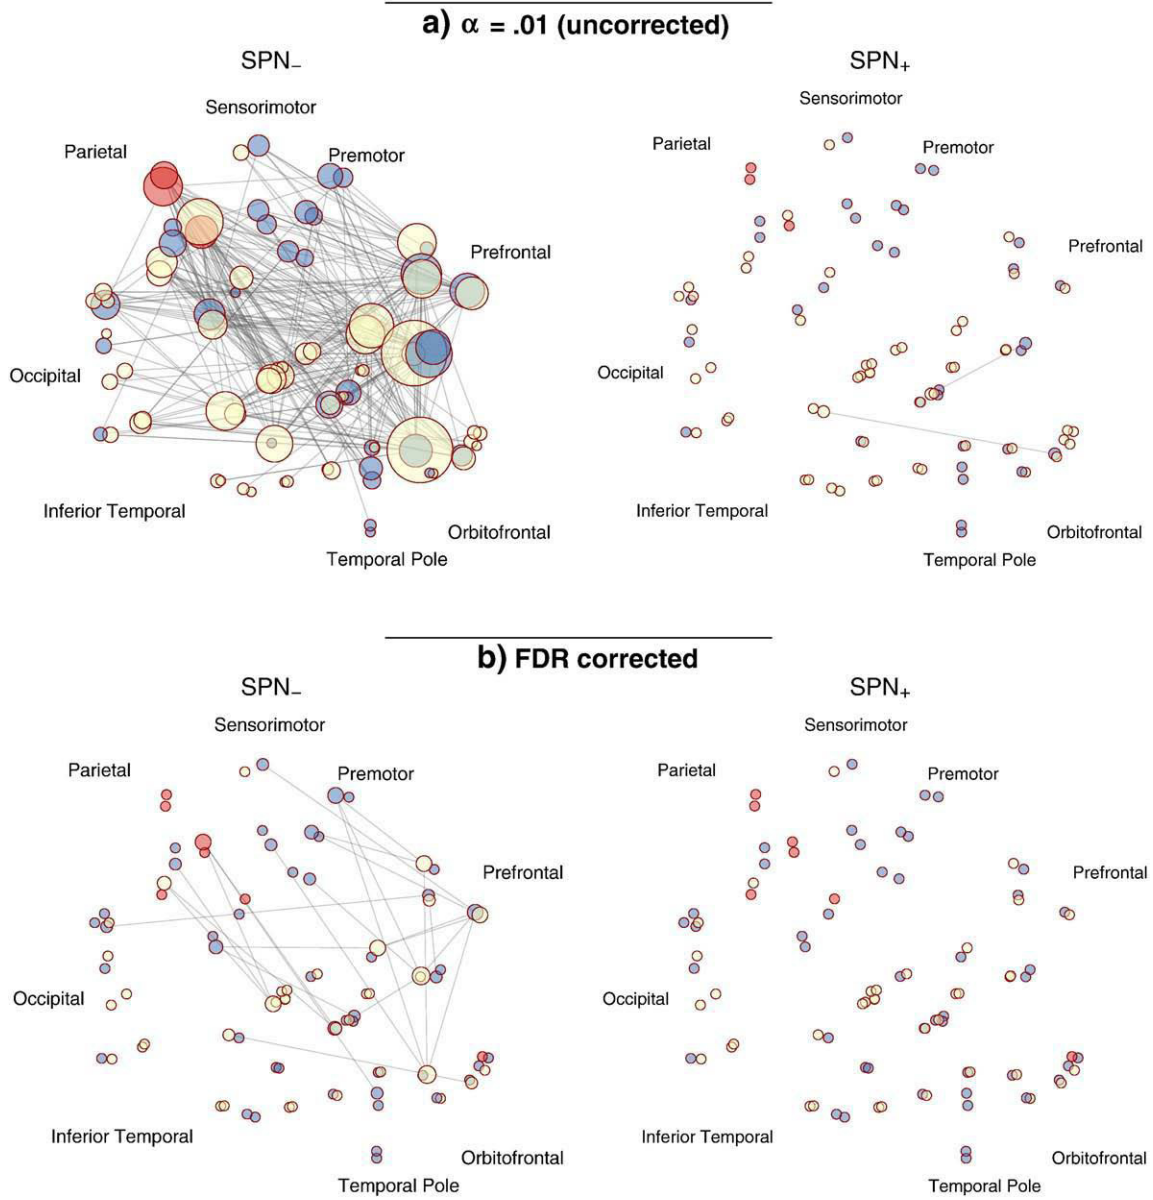 a) α = .01 (uncorrected)
SPN−
SPN+
Sensorimotor
Sensorimotor
Parietal
Premotor
Parietal
Premotor
Prefrontal
Prefrontal
Occipital
Occipital
Inferior Temporal
Orbitofrontal
Inferior Temporal
Orbitofrontal
Temporal Pole
Temporal Pole
b) FDR corrected
SPN−
SPN+
Sensorimotor
Sensorimotor
Parietal
Premotor
Parietal
Premotor
Prefrontal
Prefrontal
Occipital
Occipital
Inferior Temporal
Orbitofrontal
Inferior Temporal
Orbitofrontal
Temporal Pole
Temporal Pole